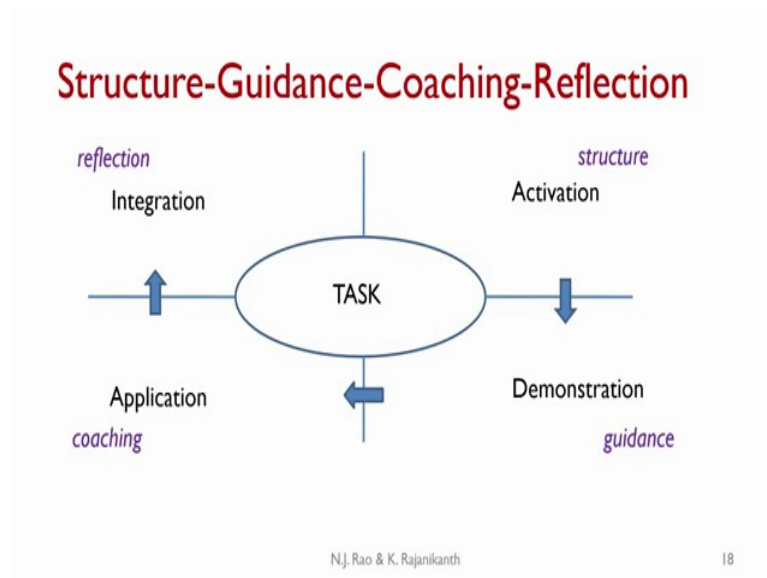 Structure-Guidance-Coaching-Reflection
reflection
structure
Integration
Activation
TASK
Application
Demonstration
coaching
guidance
N.J. Rao & K. Rajanikanth
18